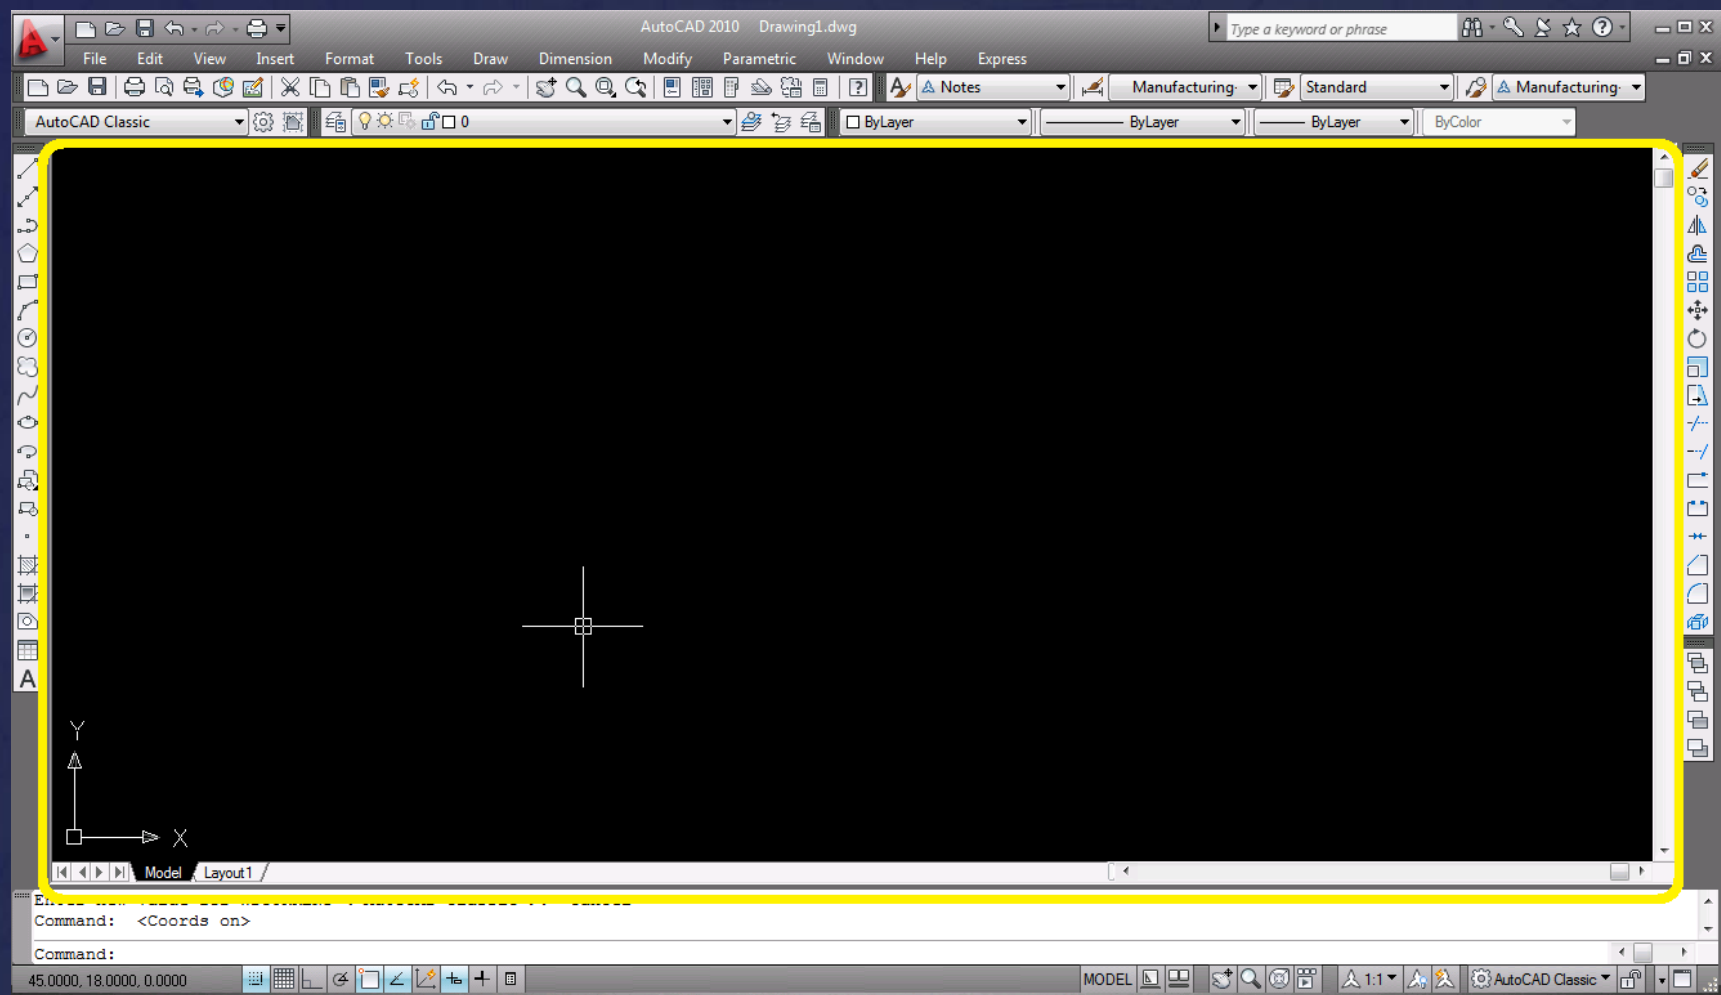 AutoCAD 2010 Drawing1.dwg Type a keyword or phrase
File Edit View Insert Format Tools Draw Dimension Modify Parametric Window Help Express
Notes Manufacturing- Standard Manufacturing-
AutoCAD Classic 0 ByLayer ByLayer ByLayer ByColor
A
Y
X
Model Layout1
Command: <Coords on>
Command:
45.0000, 18.0000, 0.0000 MODEL 1:1 AutoCAD Classic